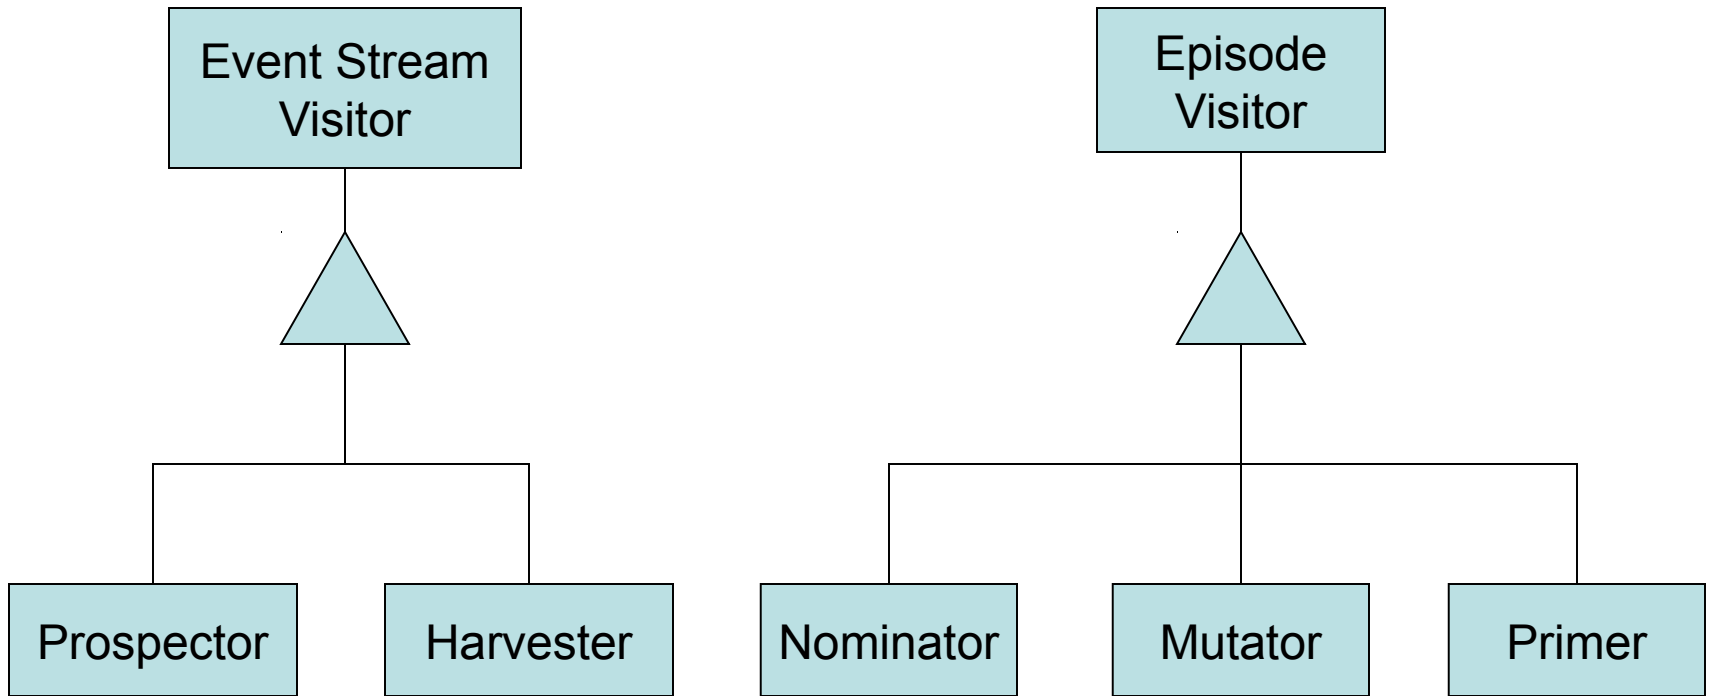 Event Stream
Visitor
Episode
Visitor
Prospector
Harvester
Nominator
Mutator
Primer